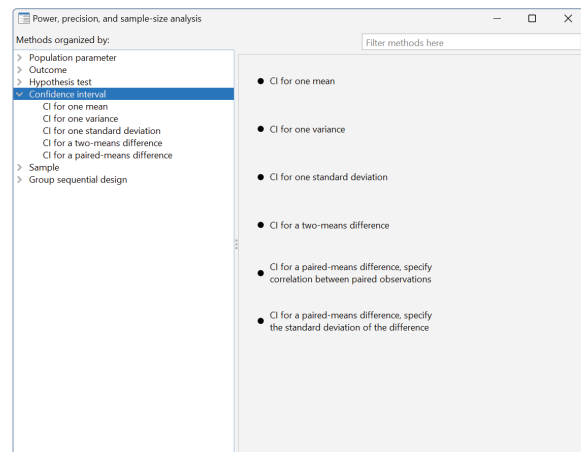 Power, precision, and sample-size analysis
Methods organized by:
Filter methods here
Population parameter
Outcome
Hypothesis test
Confidence interval
CI for one mean
CI for one variance
CI for one standard deviation
CI for a two-means difference
CI for a paired-means difference
Sample
Group sequential design
CI for one mean
CI for one variance
CI for one standard deviation
CI for a two-means difference
CI for a paired-means difference, specify
correlation between paired observations
CI for a paired-means difference, specify
the standard deviation of the difference